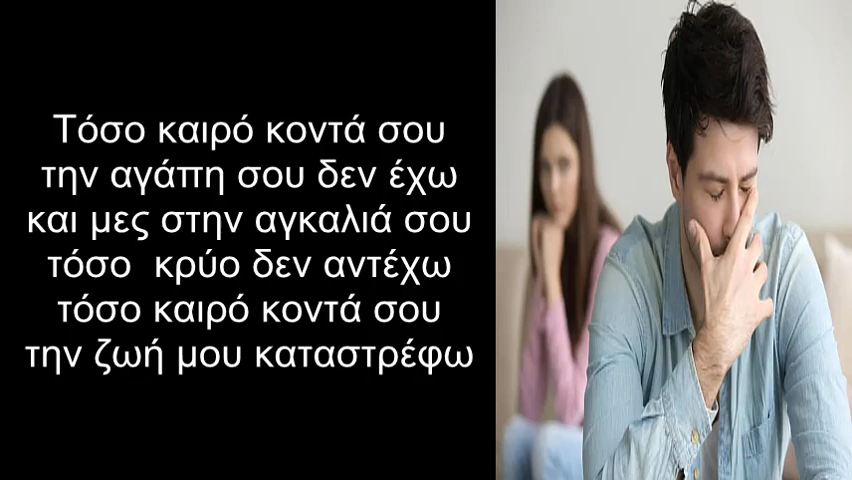 Τόσο καιρό κοντά σου
την αγάπη σου δεν έχω
και μες στην αγκαλιά σου
τόσο  κρύο δεν αντέχω
τόσο καιρό κοντά σου
την ζωή μου καταστρέφω